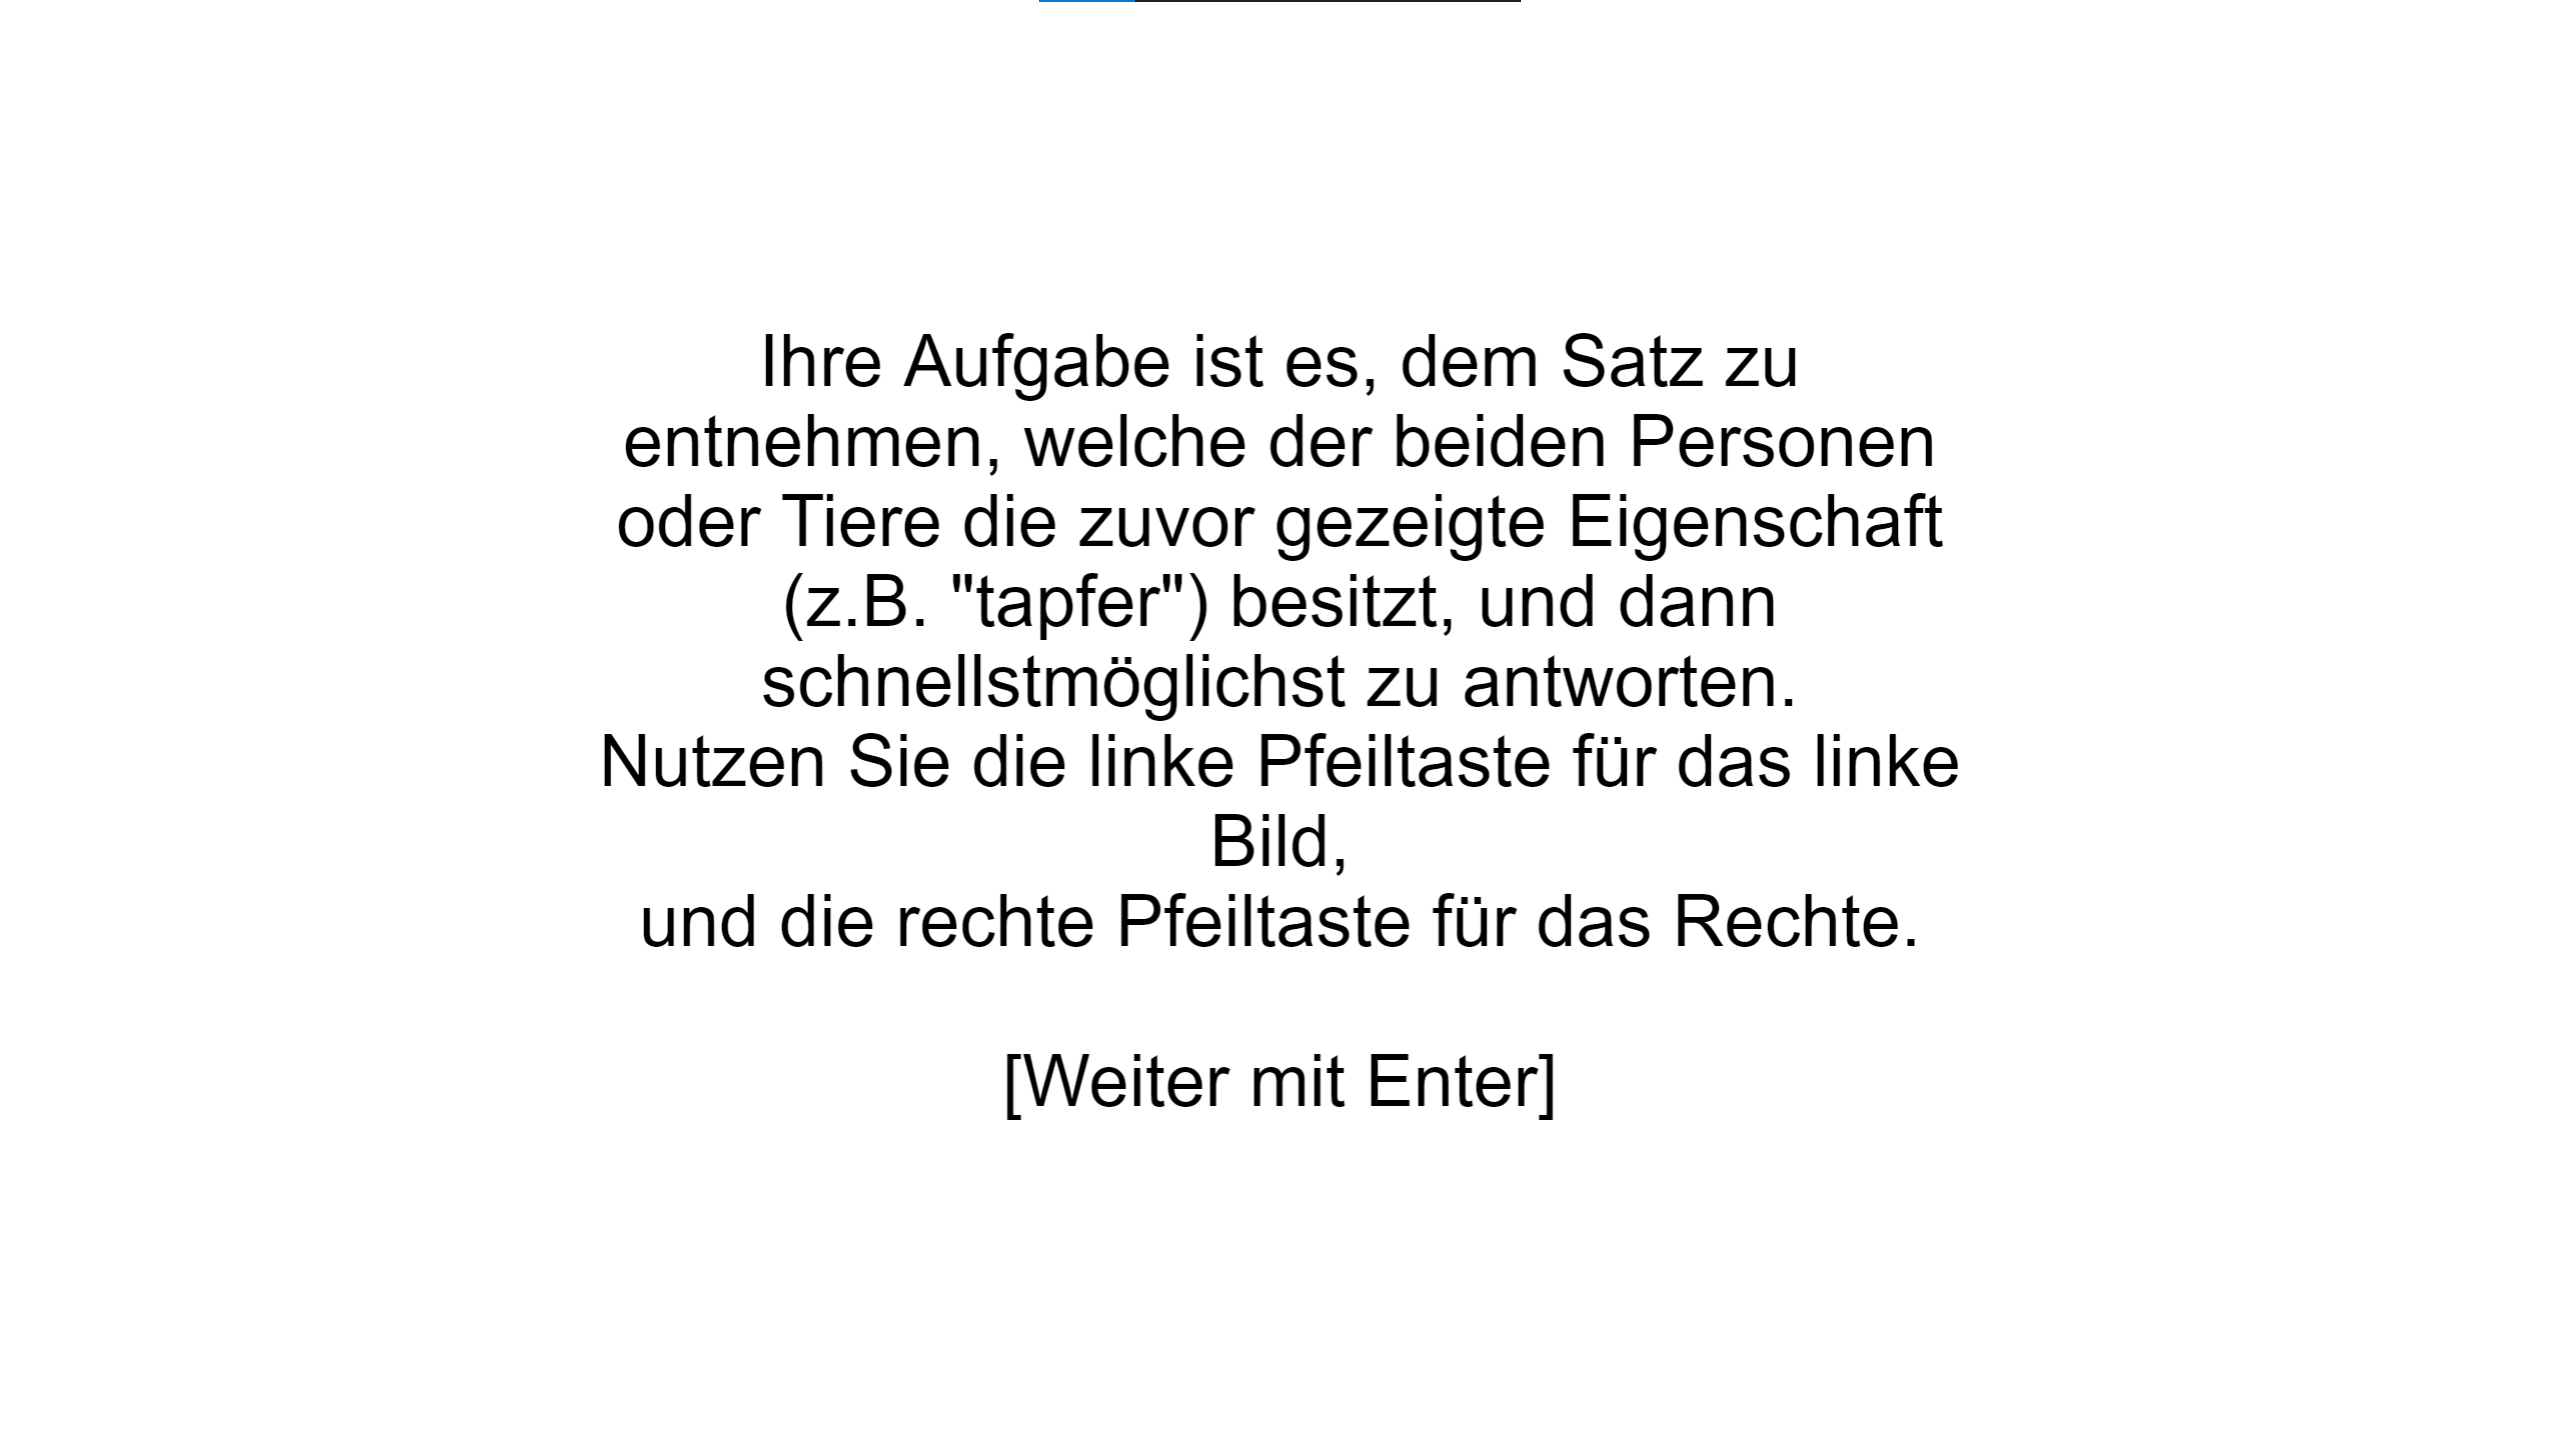 Ihre Aufgabe ist es, dem Satz zu
entnehmen, welche der beiden Personen
oder Tiere die zuvor gezeigte Eigenschaft
(z.B. "tapfer") besitzt, und dann
schnellstmöglichst zu antworten.
Nutzen Sie die linke Pfeiltaste für das linke
Bild,
und die rechte Pfeiltaste für das Rechte.
[Weiter mit Enter]